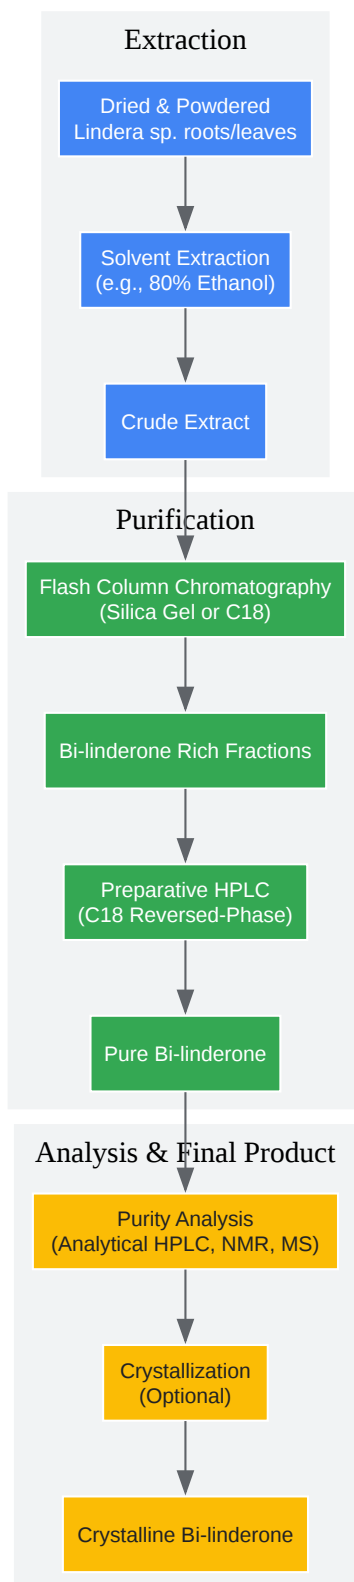 Extraction
Dried & Powdered
Lindera sp. roots/leaves
Solvent Extraction
(e.g., 80% Ethanol)
Crude Extract
Purification
Flash Column Chromatography
(Silica Gel or C18)
Bi-linderone Rich Fractions
Preparative HPLC
(C18 Reversed-Phase)
Pure Bi-linderone
Analysis & Final Product
Purity Analysis
(Analytical HPLC, NMR, MS)
Crystallization
(Optional)
Crystalline Bi-linderone